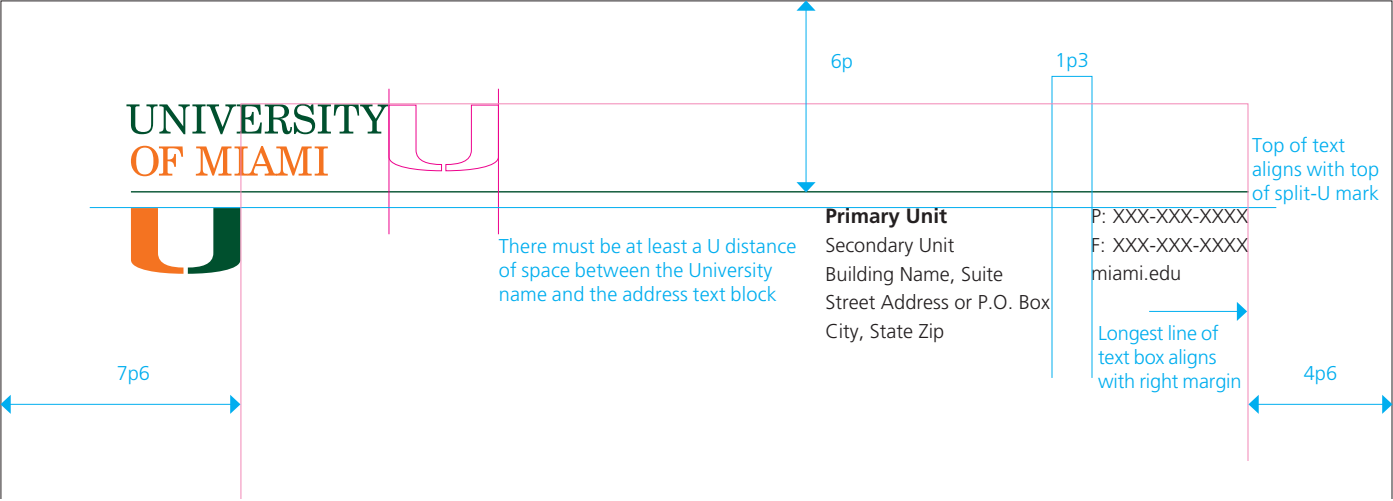 6p
1p3
UNIVERSITY
OF MIAMI
Top of text
aligns with top
of split-U mark
Primary Unit
Secondary Unit
Building Name, Suite
Street Address or P.O. Box
City, State Zip
P: XXX-XXX-XXXX
F: XXX-XXX-XXXX
miami.edu
There must be at least a U distance
of space between the University
name and the address text block
Longest line of
text box aligns
with right margin
7p6
4p6